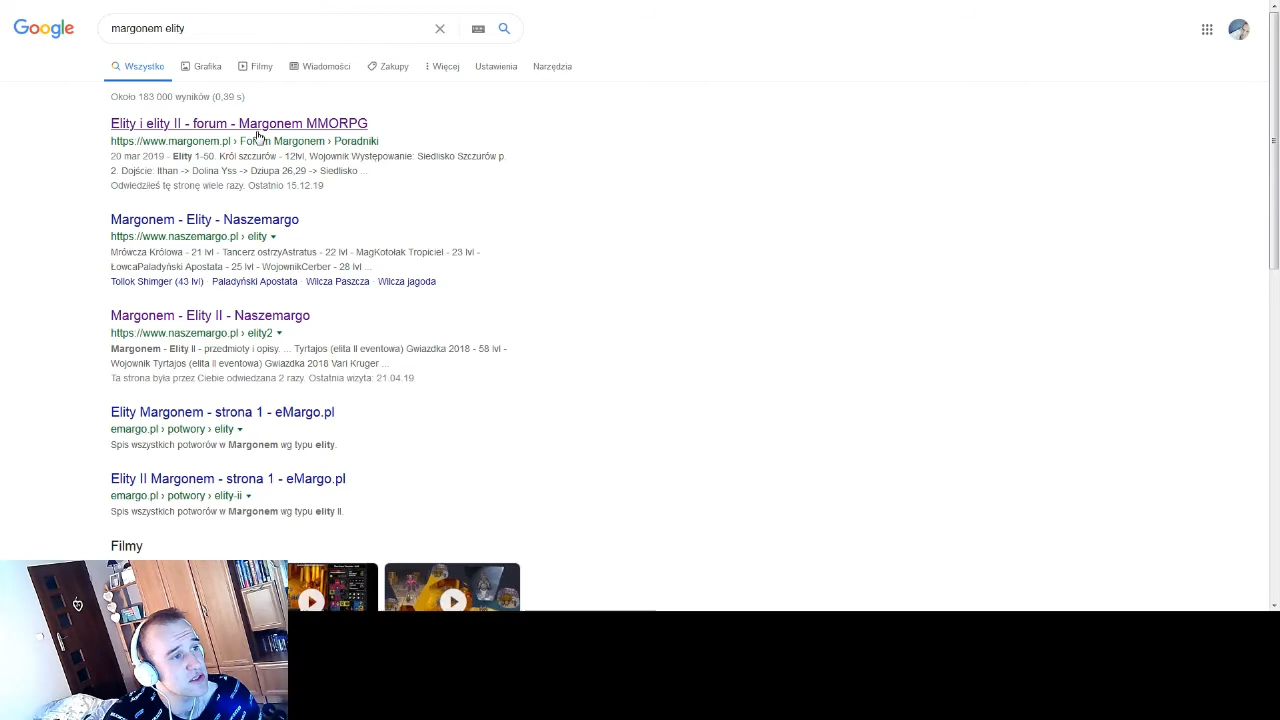 Google
margonem elity
Wszystko Grafika Filmy Wiadomości Zakupy Więcej Ustawienia Narzędzia
Około 183 000 wyników (0,39 s)
Elity i elity II - forum - Margonem MMORPG
https://www.margonem.pl › Forum Margonem › Poradniki
20 mar 2019 - Elity 1-50. Król szczurów - 12lvl, Wojownik Występowanie: Siedlisko Szczurów p.
2. Dojście: Ithan -> Dolina Yss -> Dziupa 26,29 -> Siedlisko ...
Odwiedziłeś tę stronę wiele razy. Ostatnio 15.12.19
Margonem - Elity - Naszemargo
https://www.naszemargo.pl › elity
Mrówcza Królowa - 21 lvl - Tancerz ostrzyAstratus - 22 lvl - MagKotołak Tropiciel - 23 lvl -
ŁowcaPaladyński Apostata - 25 lvl - WojownikCerber - 28 lvl ...
Tollok Shimger (43 lvl) · Paladyński Apostata · Wilcza Paszcza · Wilcza jagoda
Margonem - Elity II - Naszemargo
https://www.naszemargo.pl › elity2
Margonem - Elity II - przedmioty i opisy. ... Tyrtajos (elita II eventowa) Gwiazdka 2018 - 58 lvl -
Wojownik Tyrtajos (elita II eventowa) Gwiazdka 2018 Vari Kruger ...
Ta strona była przez Ciebie odwiedzana 2 razy. Ostatnia wizyta: 21.04.19
Elity Margonem - strona 1 - eMargo.pl
emargo.pl › potwory › elity
Spis wszystkich potworów w Margonem wg typu elity.
Elity II Margonem - strona 1 - eMargo.pl
emargo.pl › potwory › elity-ii
Spis wszystkich potworów w Margonem wg typu elity II.
Filmy